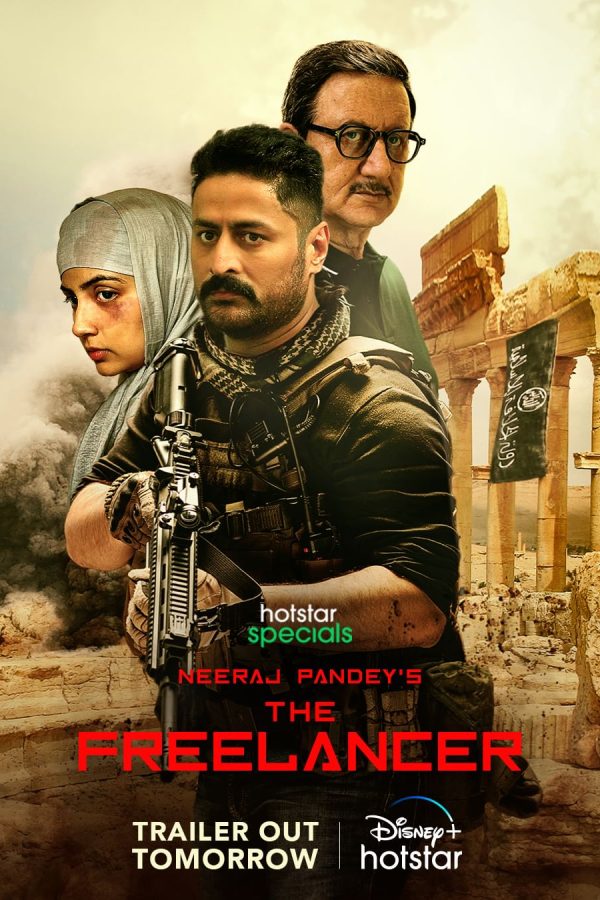 hotstar
specials
NEERAJ PANDEY'S
THE
FREELANCER
TRAILER OUT
TOMORROW
Disney+
hotstar